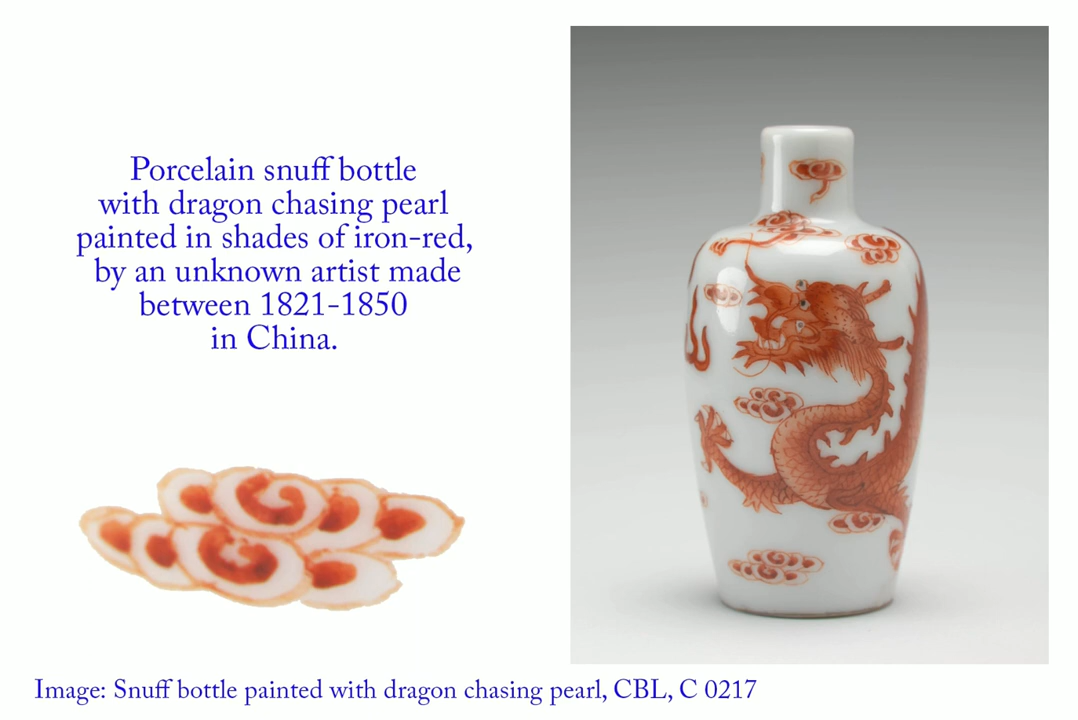 Porcelain snuff bottle
with dragon chasing pearl
painted in shades of iron-red,
by an unknown artist made
between 1821-1850
in China.
Image: Snuff bottle painted with dragon chasing pearl, CBL, C 0217